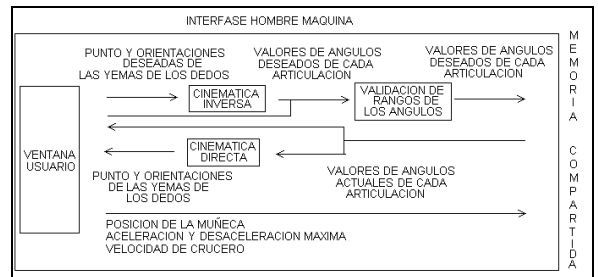 INTERFASE HOMBRE MAQUINA
PUNTO Y ORIENTACIONES
DESEADAS DE
LAS YEMAS DE LOS DEDOS
VALORES DE ANGULOS
DESEADOS DE CADA
ARTICULACION
VALORES DE ANGULOS
DESEADOS DE CADA
ARTICULACION
CINEMATICA
INVERSA
VALIDACION DE
RANGOS DE
LOS ANGULOS
VENTANA
USUARIO
CINEMATICA
DIRECTA
PUNTO Y ORIENTACIONES
DE LAS YEMAS DE
LOS DEDOS
VALORES DE ANGULOS
ACTUALES DE CADA
ARTICULACION
POSICION DE LA MUÑECA
ACELERACION Y DESACELERACION MAXIMA
VELOCIDAD DE CRUCERO
MEMORIA COMPARTIDA